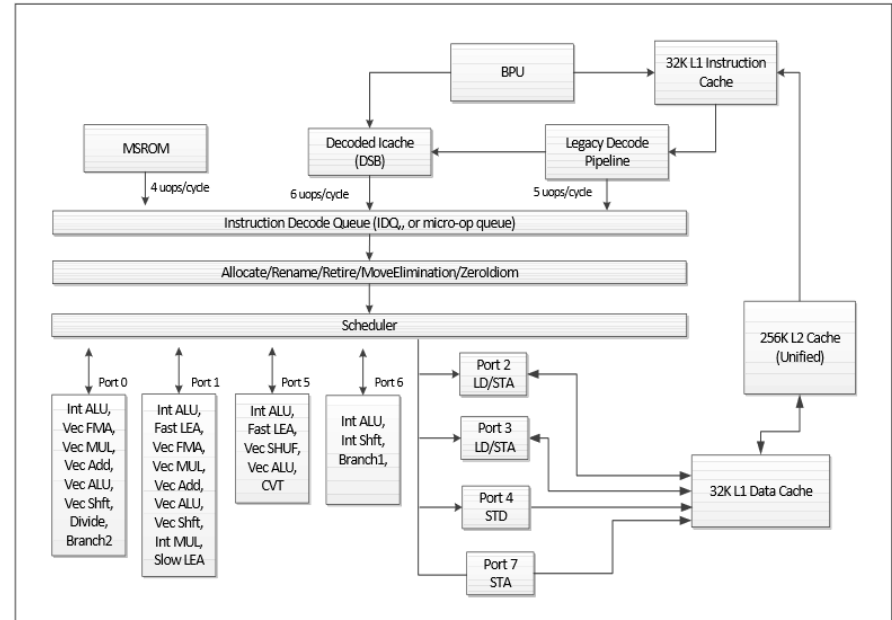 BPU
32K L1 Instruction
Cache
MSROM
Decoded Icache
(DSB)
Legacy Decode
Pipeline
4 uops/cycle
6 uops/cycle
5 uops/cycle
Instruction Decode Queue (IDQ,, or micro-op queue)
Allocate/Rename/Retire/MoveElimination/ZeroIdiom
Scheduler
256K L2 Cache
(Unified)
Port 0
Port 1
Port 5
Port 6
Int ALU,
Vec FMA,
Vec MUL,
Vec Add,
Vec ALU,
Vec Shft,
Divide,
Branch2
Int ALU,
Fast LEA,
Vec FMA,
Vec MUL,
Vec Add,
Vec ALU,
Vec Shft,
Int MUL,
Slow LEA
Int ALU,
Fast LEA,
Vec SHUF,
Vec ALU,
CVT
Int ALU,
Int Shft,
Branch1,
Port 2
LD/STA
Port 3
LD/STA
Port 4
STD
Port 7
STA
32K L1 Data Cache